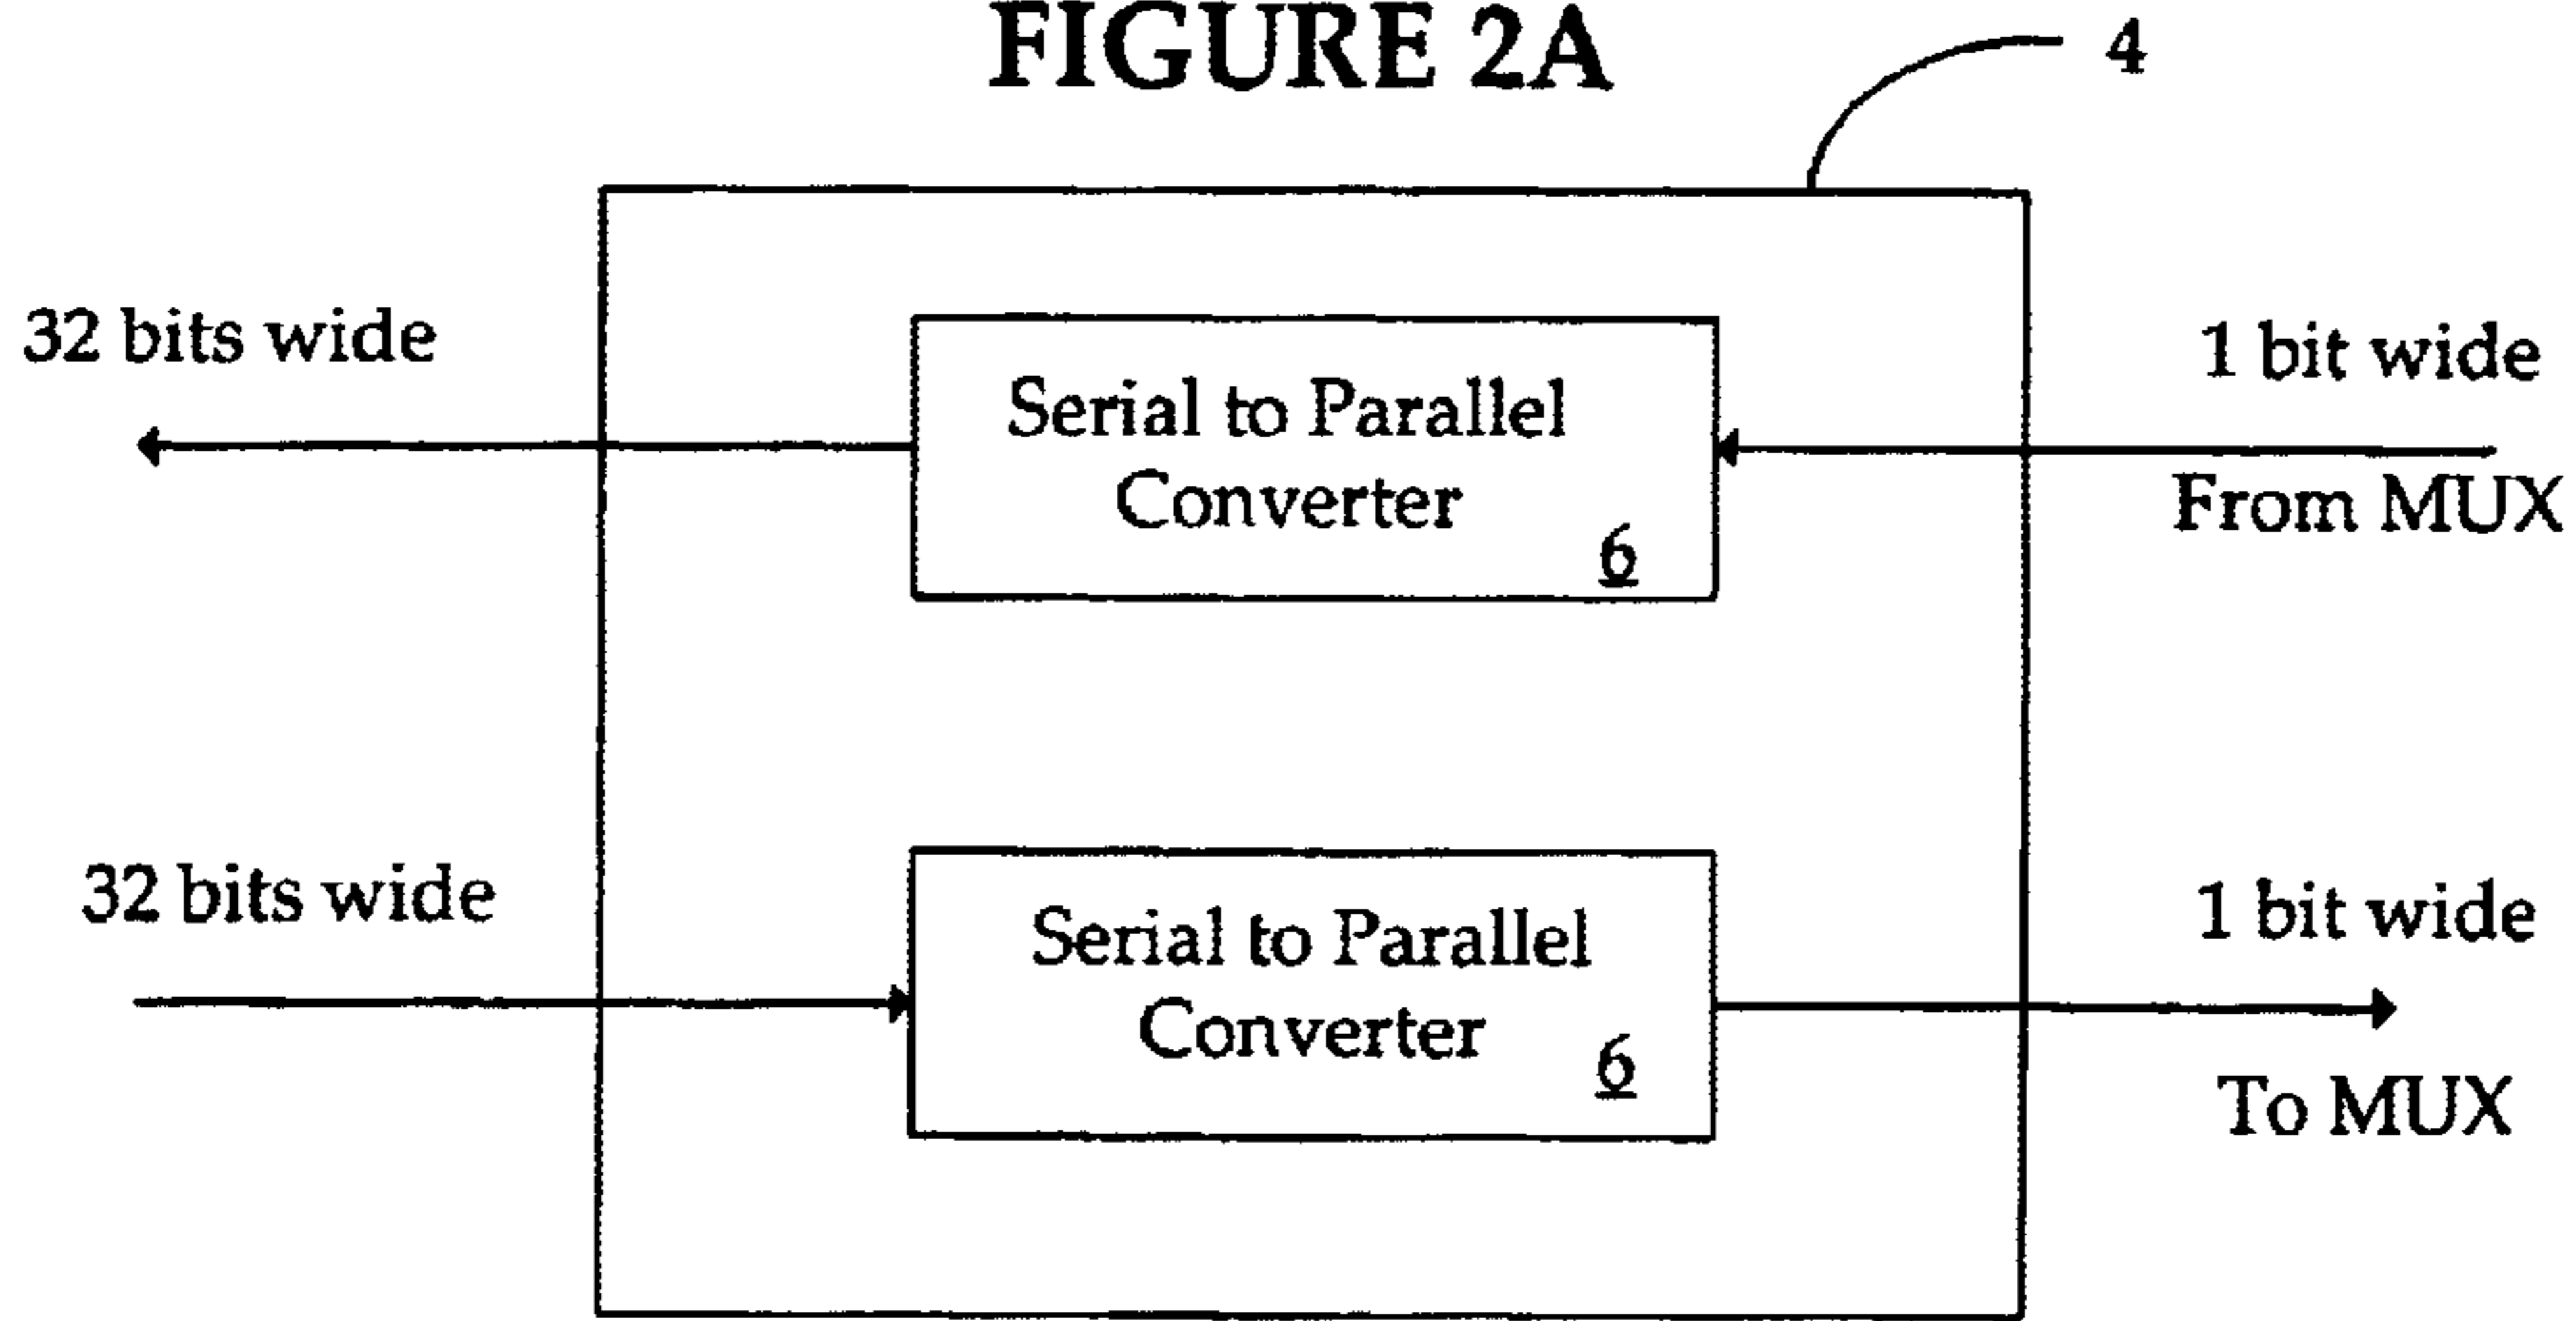 FIGURE 2A
4
32 bits wide
1 bit wide
Serial to Parallel
Converter
6
From MUX
32 bits wide
1 bit wide
Serial to Parallel
Converter
6
To MUX